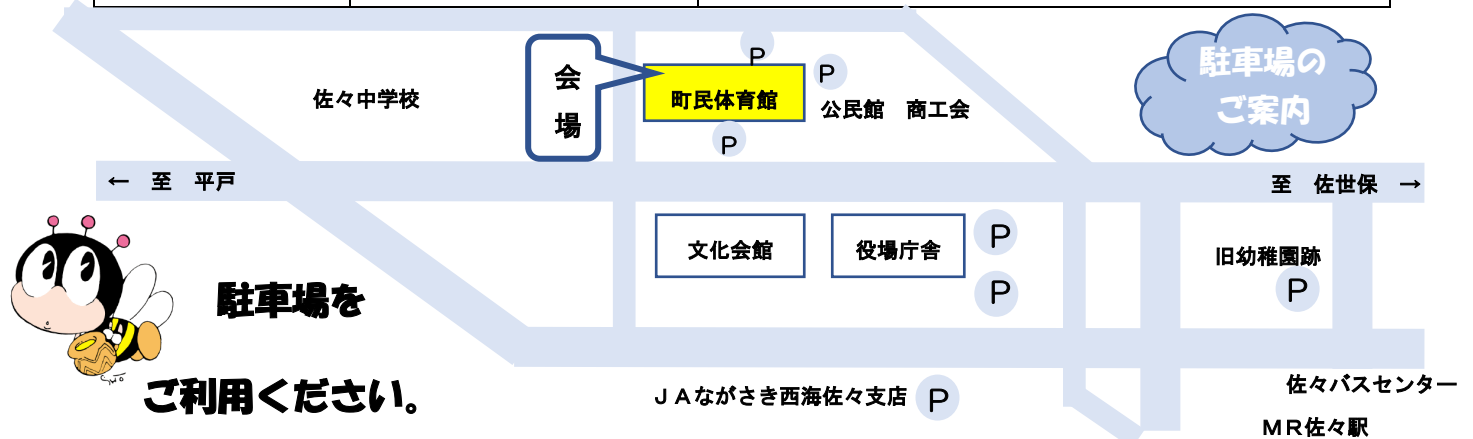 駐車場の
ご案内
会
場
P
P
町民体育館
佐々中学校
公民館　商工会
P
←　至　平戸
至　佐世保　→
文化会館
役場庁舎
P
旧幼稚園跡
P
P
駐車場を
ご利用ください。
ＪＡながさき西海佐々支店
P
佐々バスセンター
ＭＲ佐々駅